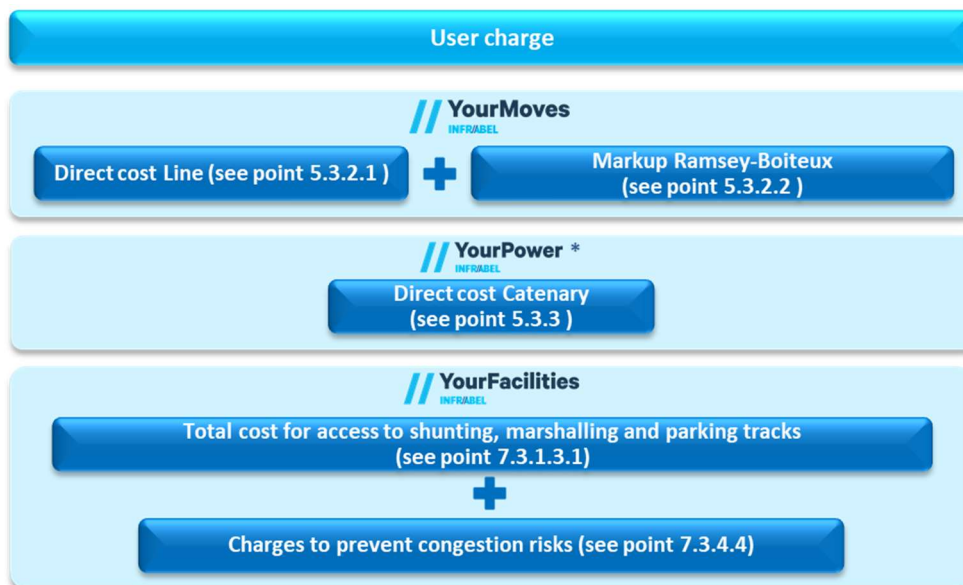 User charge
YourMoves
INFRABEL
Direct cost Line (see point 5.3.2.1 )
Markup Ramsey-Boiteux
(see point 5.3.2.2 )
YourPower *
INFRABEL
Direct cost Catenary
(see point 5.3.3 )
YourFacilities
INFRABEL
Total cost for access to shunting, marshalling and parking tracks
(see point 7.3.1.3.1)
Charges to prevent congestion risks (see point 7.3.4.4)